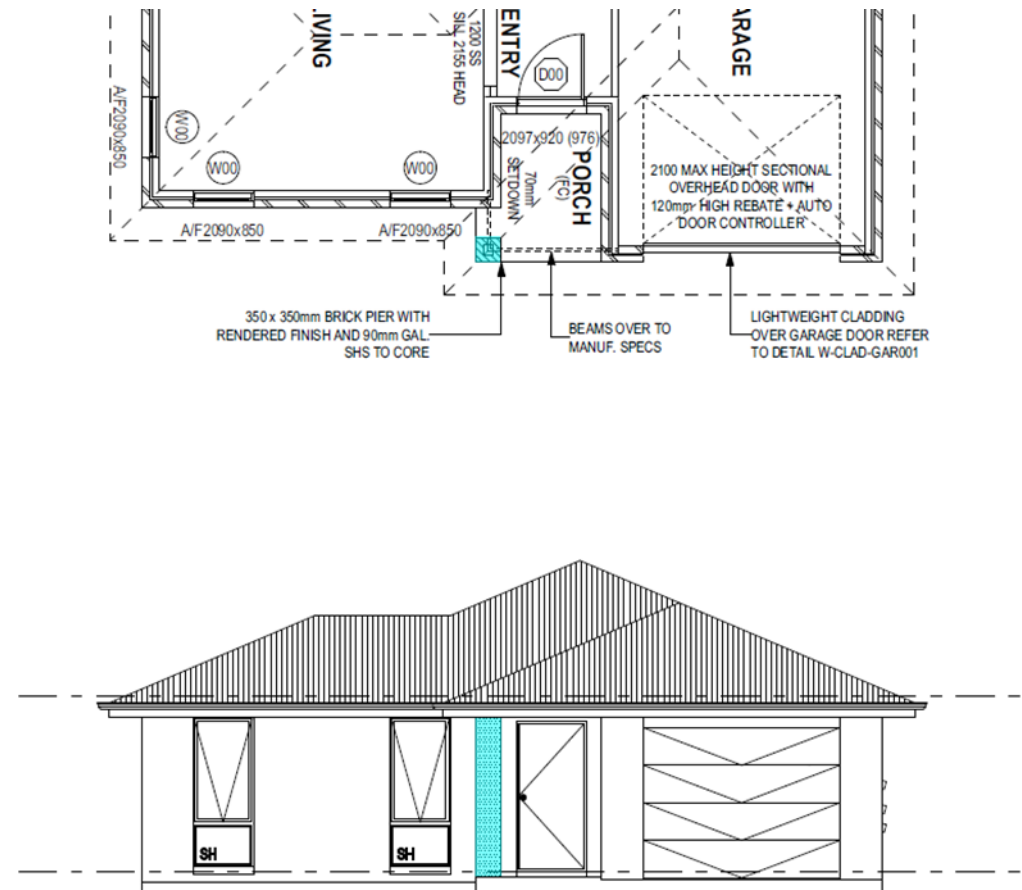 LIVING
1200 SS
SILL 2155 HEAD
ENTRY
D00
ARAGE
A/F2090x850
W00
W00
W00
2097x920 (976)
PORCH
(FC)
70mm
SETDOWN
2100 MAX HEIGHT SECTIONAL
OVERHEAD DOOR WITH
120mm HIGH REBATE + AUTO
DOOR CONTROLLER
A/F2090x850
A/F2090x850
350 x 350mm BRICK PIER WITH
RENDERED FINISH AND 90mm GAL.
SHS TO CORE
BEAMS OVER TO
MANUF. SPECS
LIGHTWEIGHT CLADDING
OVER GARAGE DOOR REFER
TO DETAIL W-CLAD-GAR001
SH
SH